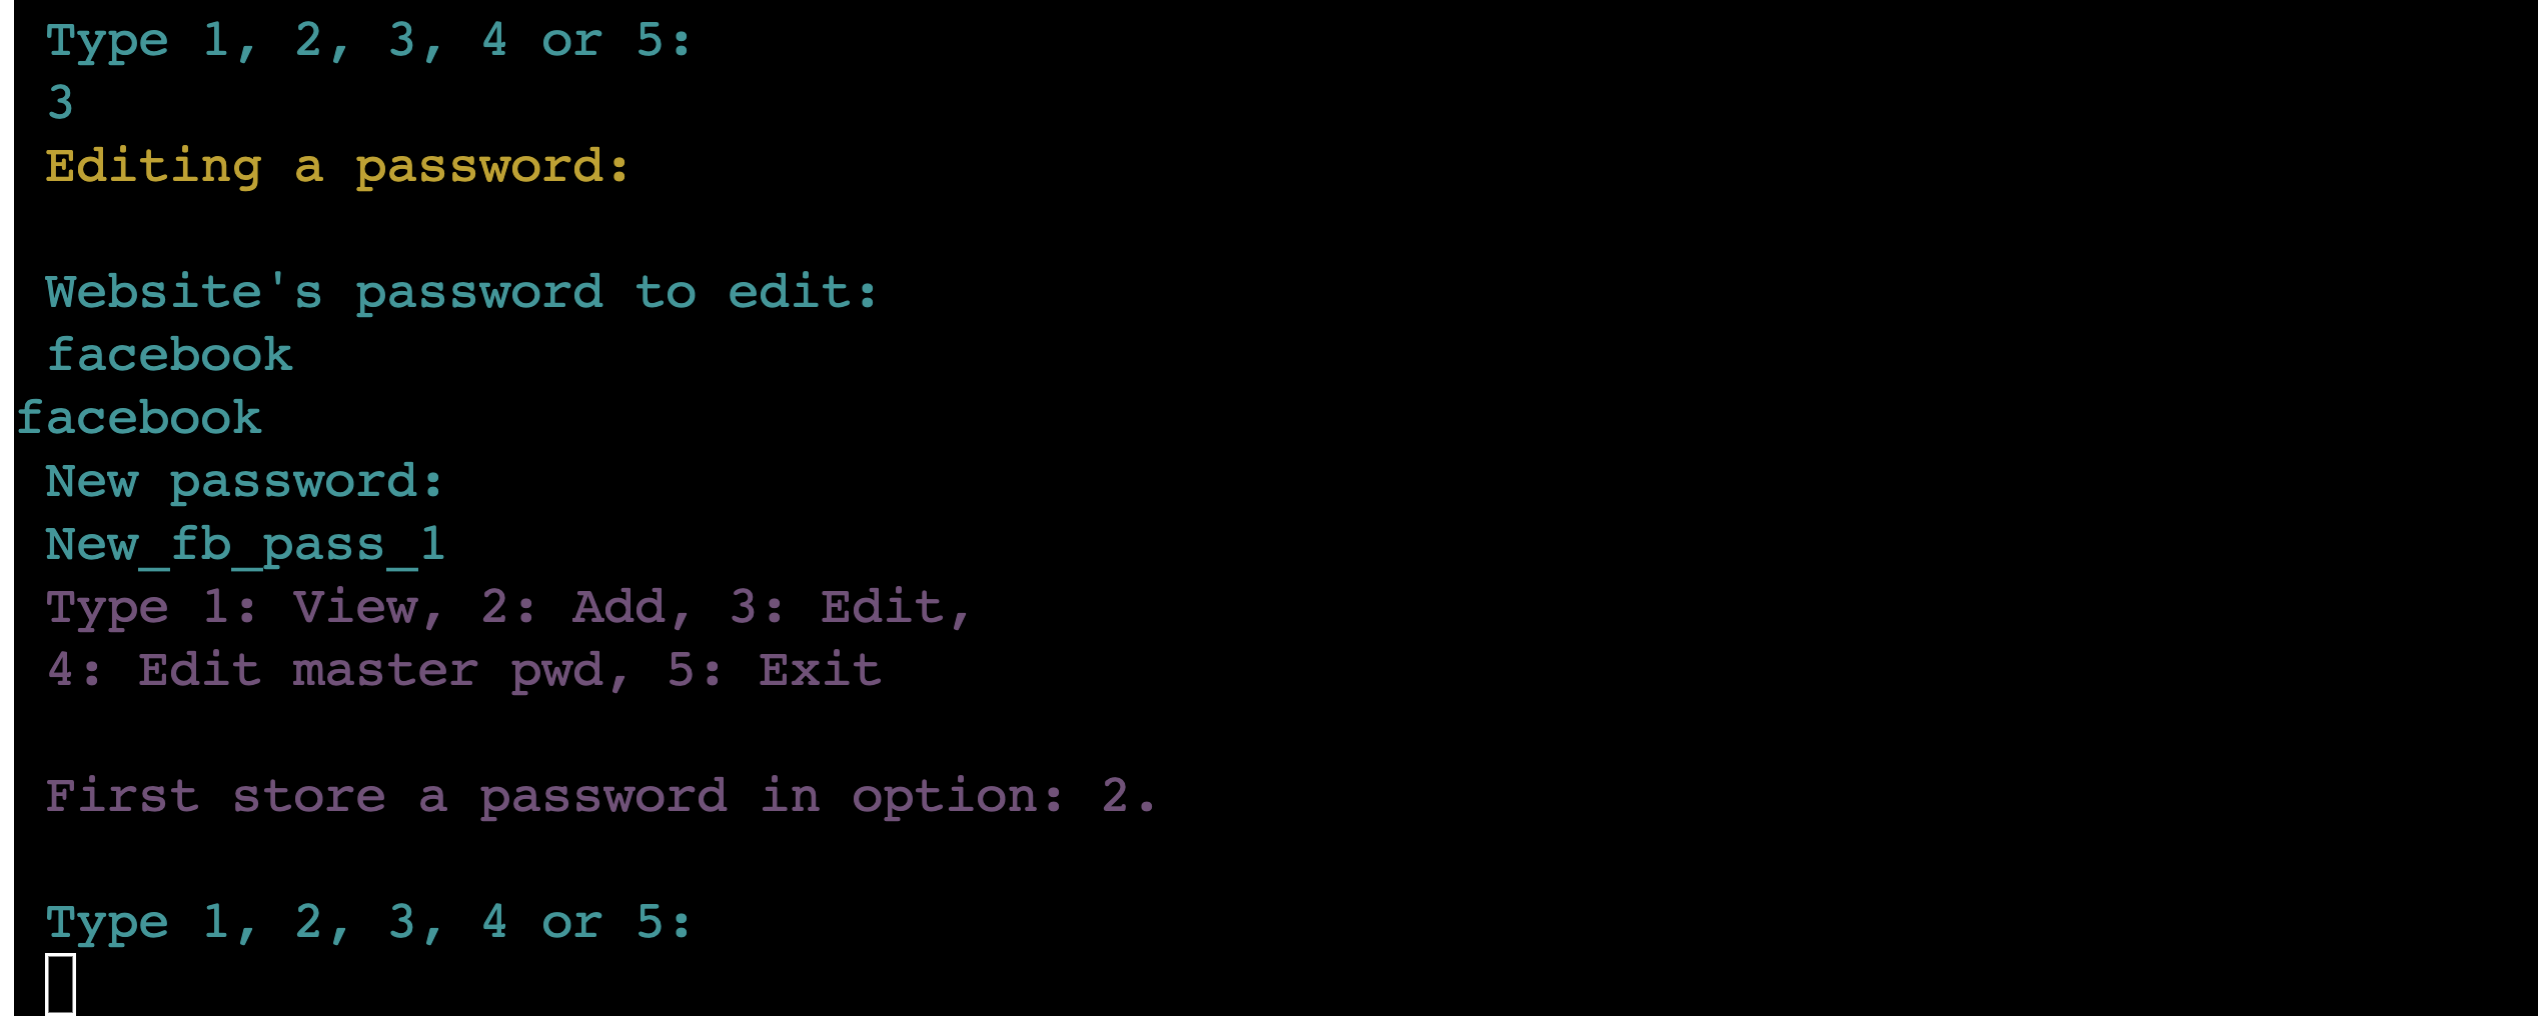 Type 1, 2, 3, 4 or 5:
3
Editing a password:
Website's password to edit:
facebook
facebook
New password:
New_fb_pass_1
Type 1: View, 2: Add, 3: Edit,
4: Edit master pwd, 5: Exit
First store a password in option: 2.
Type 1, 2, 3, 4 or 5: